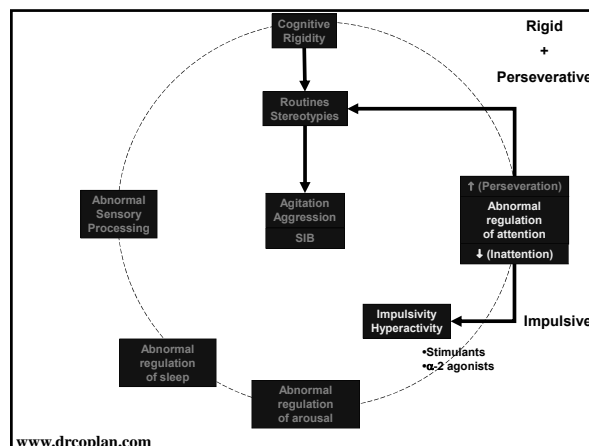 Cognitive
Rigidity
Rigid
+
Perseverative
Routines
Stereotypies
↑ (Perseveration)
Abnormal
regulation
of attention
↓ (Inattention)
Abnormal
Sensory
Processing
Agitation
Aggression
SIB
Impulsivity
Hyperactivity
Impulsive
•Stimulants
•α-2 agonists
Abnormal
regulation
of sleep
Abnormal
regulation
of arousal
www.drcoplan.com